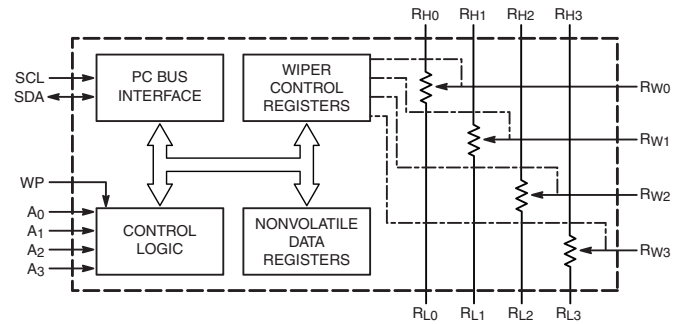 RH0 RH1 RH2 RH3
SCL
SDA
PC BUS
INTERFACE
WIPER
CONTROL
REGISTERS
RW0
RW1
WP
A0
A1
A2
A3
CONTROL
LOGIC
NONVOLATILE
DATA
REGISTERS
RW2
RW3
RL0 RL1 RL2 RL3